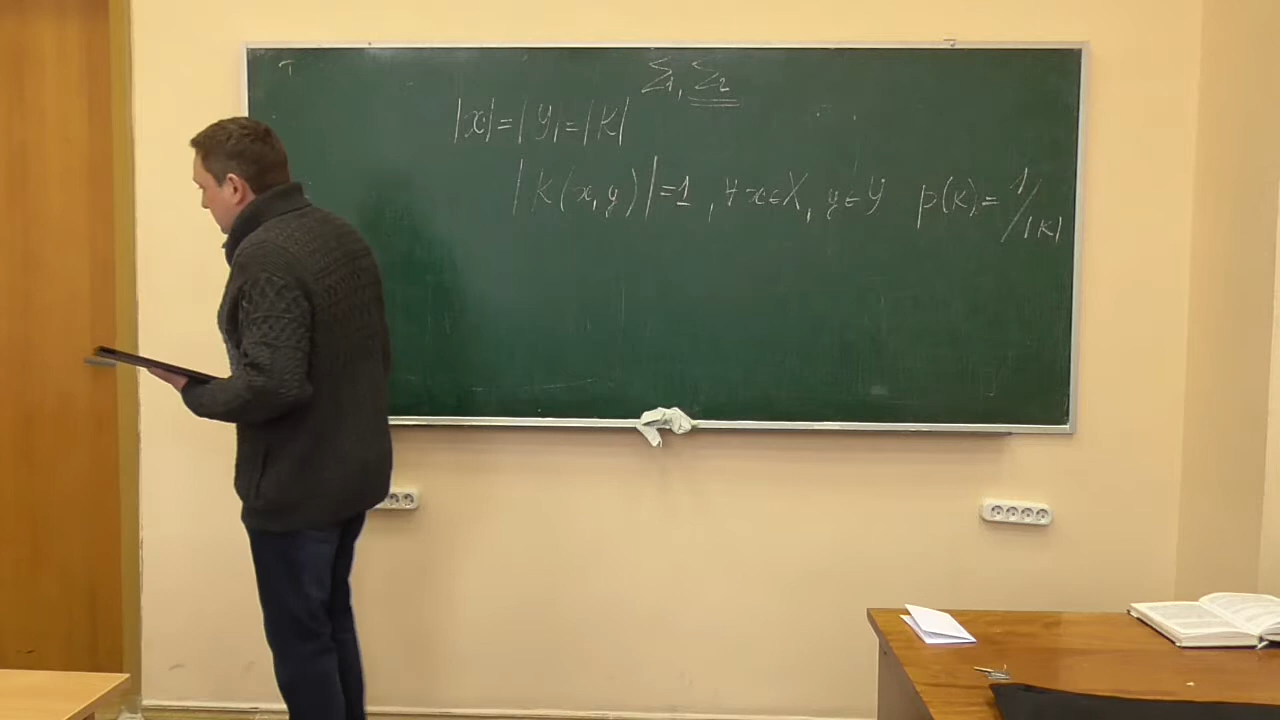 Σ₁, Σ₂
|X| = |Y| = |K|
|K(x,y)| = 1, ∀x∈X, y∈Y p(K) = 1/|K|